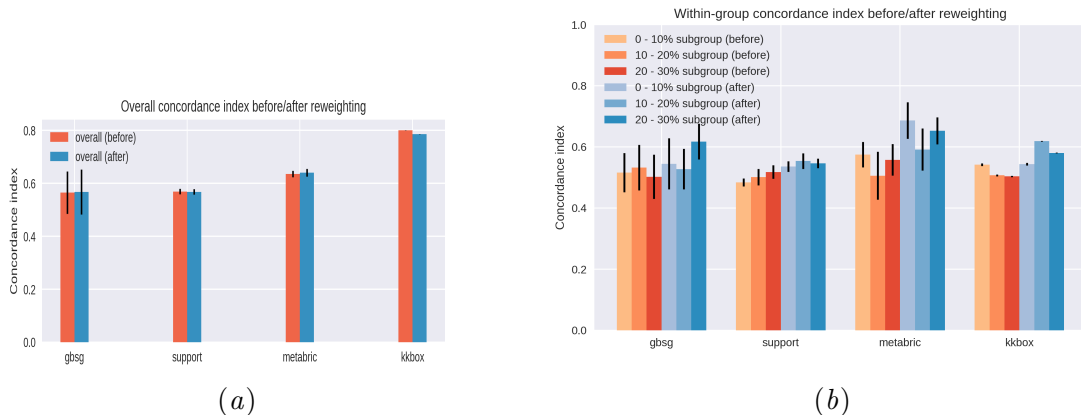 Overall concordance index before/after reweighting
overall (before)
overall (after)
Concordance index
0.8
0.6
0.4
0.2
0.0
gbsg support metabric kkbox
(a)
Within-group concordance index before/after reweighting
0 - 10% subgroup (before)
10 - 20% subgroup (before)
20 - 30% subgroup (before)
0 - 10% subgroup (after)
10 - 20% subgroup (after)
20 - 30% subgroup (after)
Concordance index
1.0
0.8
0.6
0.4
0.2
0.0
gbsg support metabric kkbox
(b)